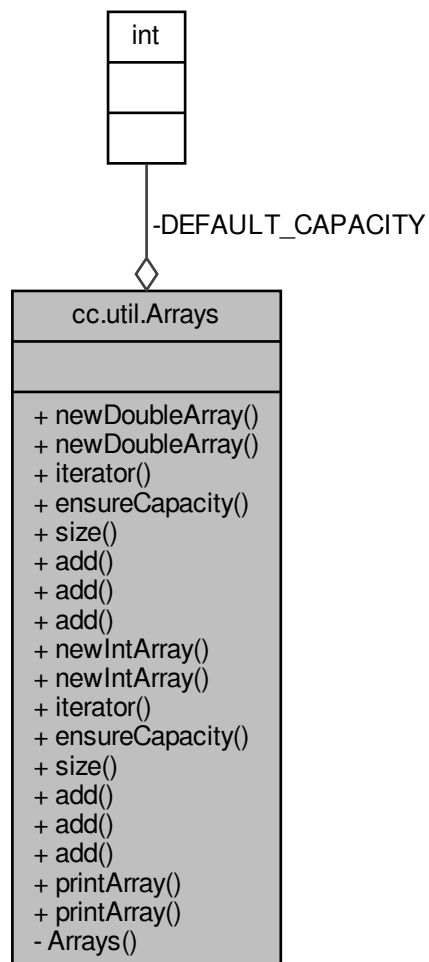 int
-DEFAULT_CAPACITY
cc.util.Arrays
+ newDoubleArray()
+ newDoubleArray()
+ iterator()
+ ensureCapacity()
+ size()
+ add()
+ add()
+ add()
+ newIntArray()
+ newIntArray()
+ iterator()
+ ensureCapacity()
+ size()
+ add()
+ add()
+ add()
+ printArray()
+ printArray()
- Arrays()